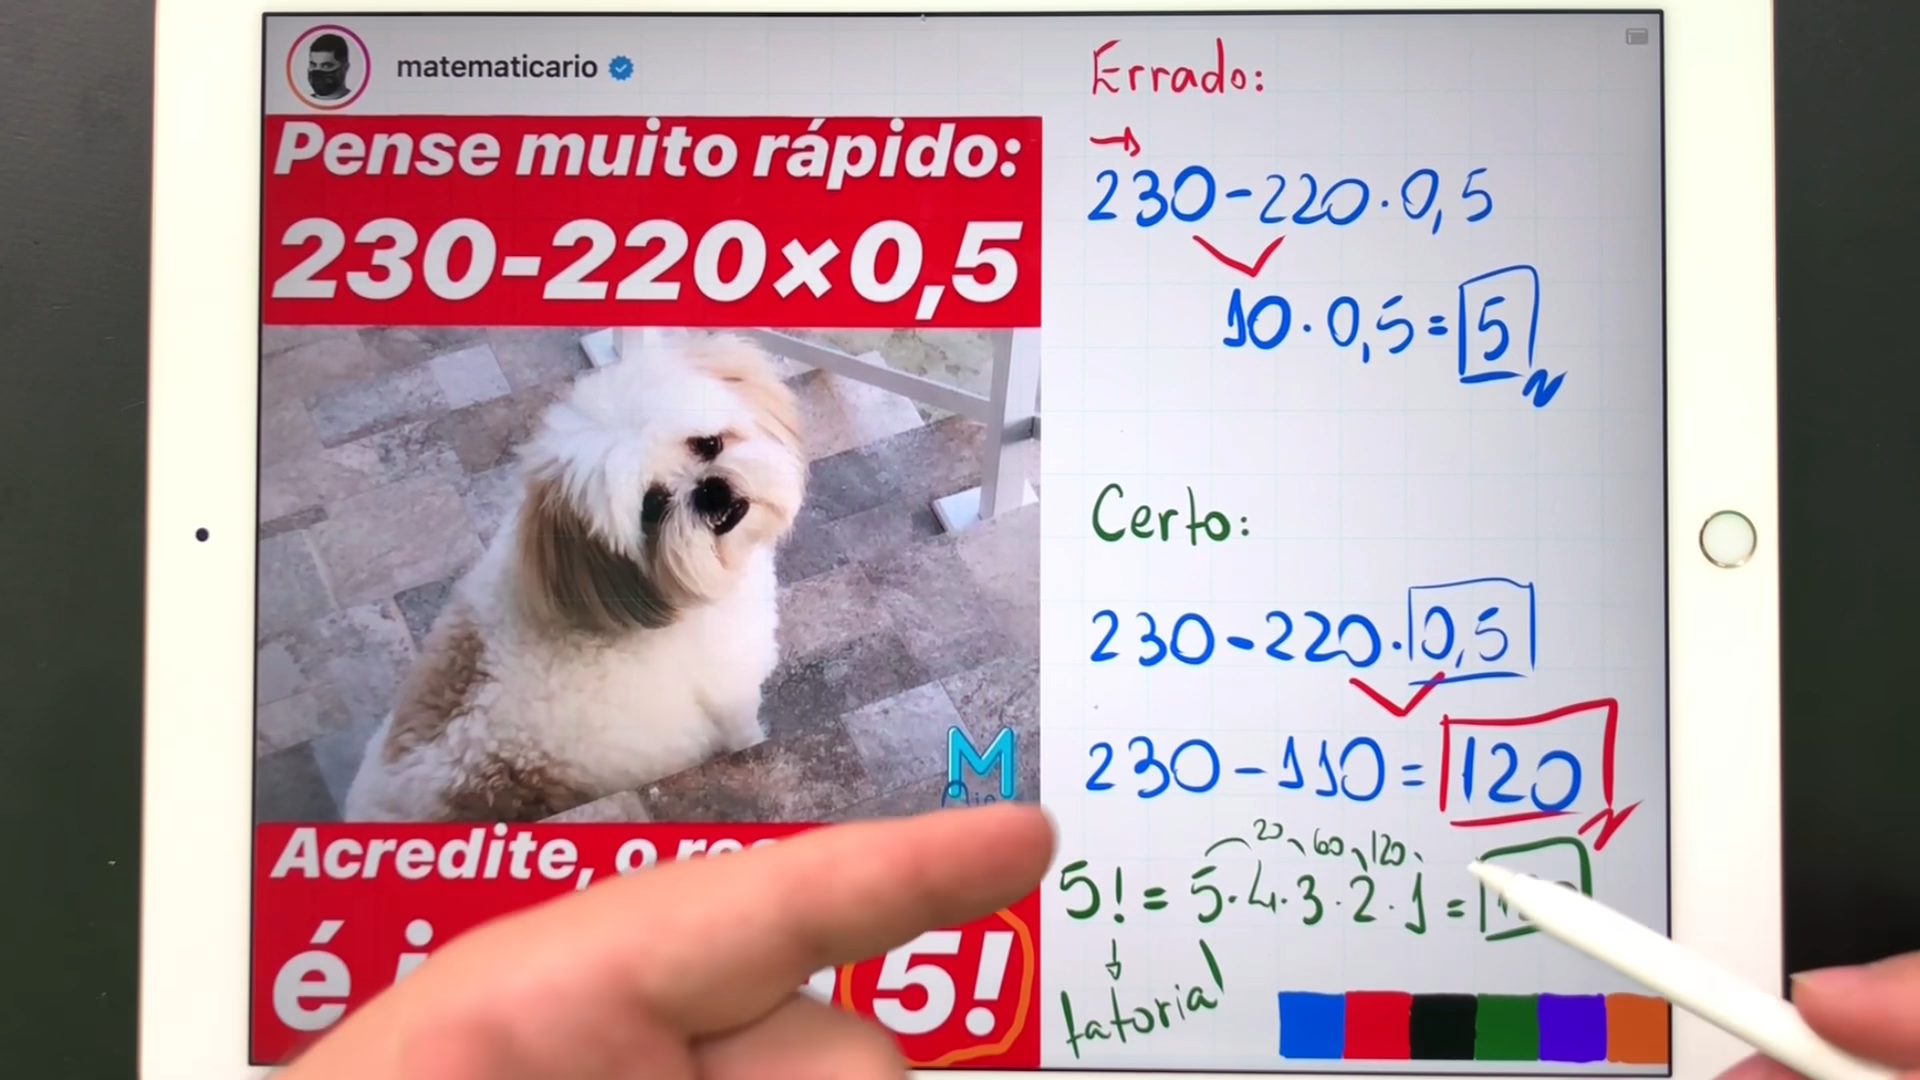 matematicario
Pense muito rápido:
230-220×0,5
M
Acredite, o
é
5!
Errado:
230-220·0,5
10·0,5=5
Certo:
230-220·0,5
230-110=120
20 60 120
5! = 5·4·3·2·1 =
fatorial